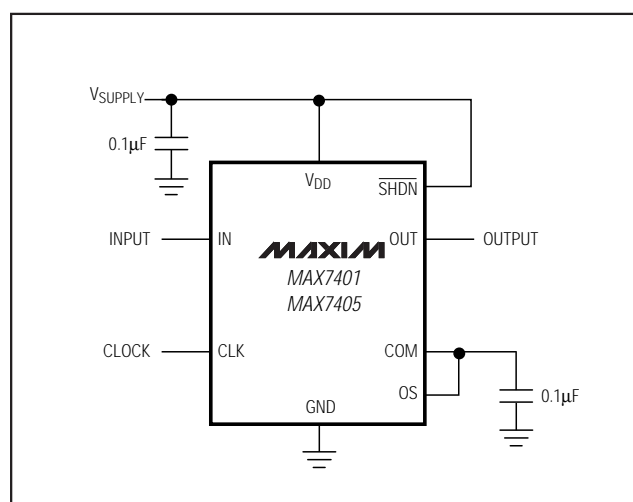 VSUPPLY
0.1µF
VDD
SHDN
INPUT
IN
MAXIM
OUT
OUTPUT
MAX7401
MAX7405
CLOCK
CLK
COM
OS
0.1µF
GND